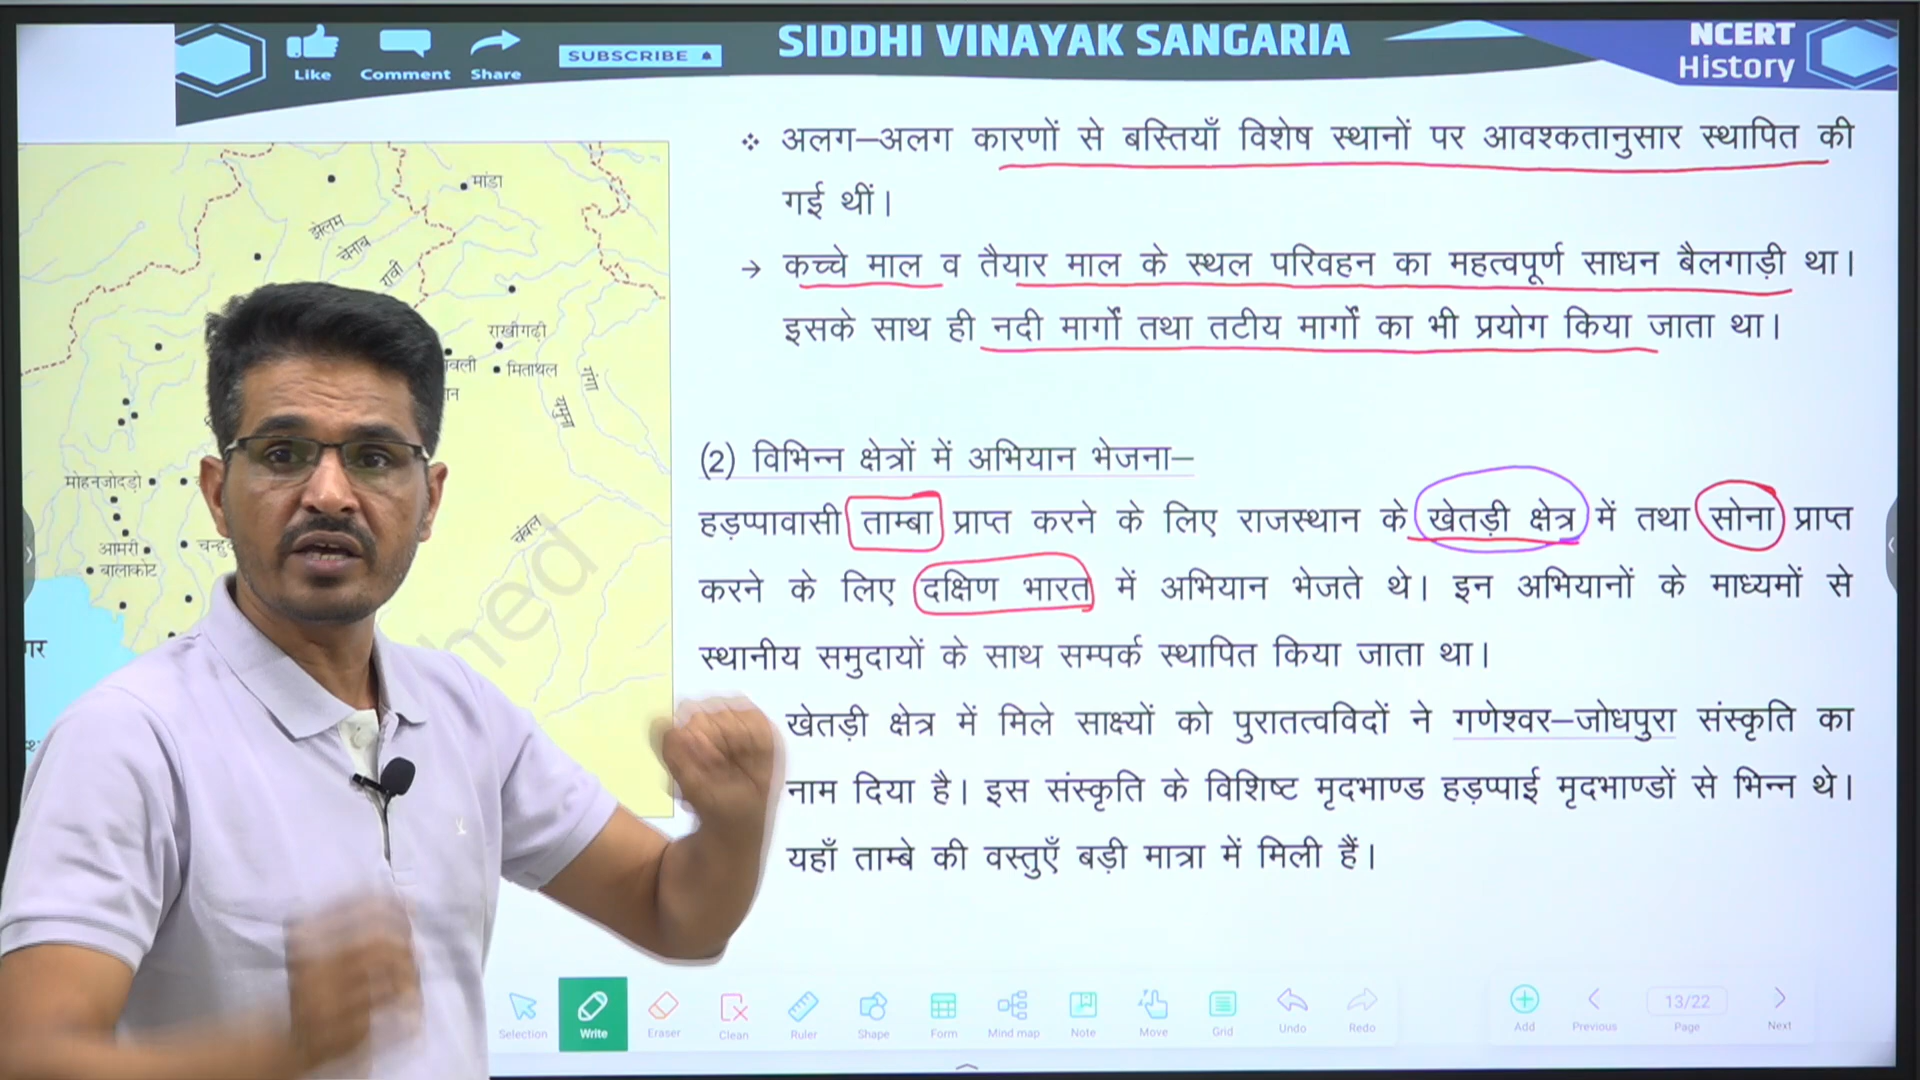 SIDDHI VINAYAK SANGARIA
NCERT
History
Like
Comment
Share
SUBSCRIBE
❖ अलग–अलग कारणों से बस्तियाँ विशेष स्थानों पर आवश्कतानुसार स्थापित की
गई थीं।
→ कच्चे माल व तैयार माल के स्थल परिवहन का महत्वपूर्ण साधन बैलगाड़ी था।
इसके साथ ही नदी मार्गों तथा तटीय मार्गों का भी प्रयोग किया जाता था।
(2) विभिन्न क्षेत्रों में अभियान भेजना–
हड़प्पावासी ताम्बा प्राप्त करने के लिए राजस्थान के खेतड़ी क्षेत्र में तथा सोना प्राप्त
करने के लिए दक्षिण भारत में अभियान भेजते थे। इन अभियानों के माध्यमों से
स्थानीय समुदायों के साथ सम्पर्क स्थापित किया जाता था।
खेतड़ी क्षेत्र में मिले साक्ष्यों को पुरातत्वविदों ने गणेश्वर–जोधपुरा संस्कृति का
नाम दिया है। इस संस्कृति के विशिष्ट मृदभाण्ड हड़प्पाई मृदभाण्डों से भिन्न थे।
यहाँ ताम्बे की वस्तुएँ बड़ी मात्रा में मिली हैं।
मांडा
झेलम
चेनाब
रावी
राखीगढ़ी
मिताथल
गंगा
यमुना
मोहनजोदड़ो
चंबल
आमरी
बालाकोट
Selection
Write
Eraser
Clean
Ruler
Shape
Form
Mind map
Note
Move
Grid
Undo
Redo
Add
Previous
13/22
Page
Next